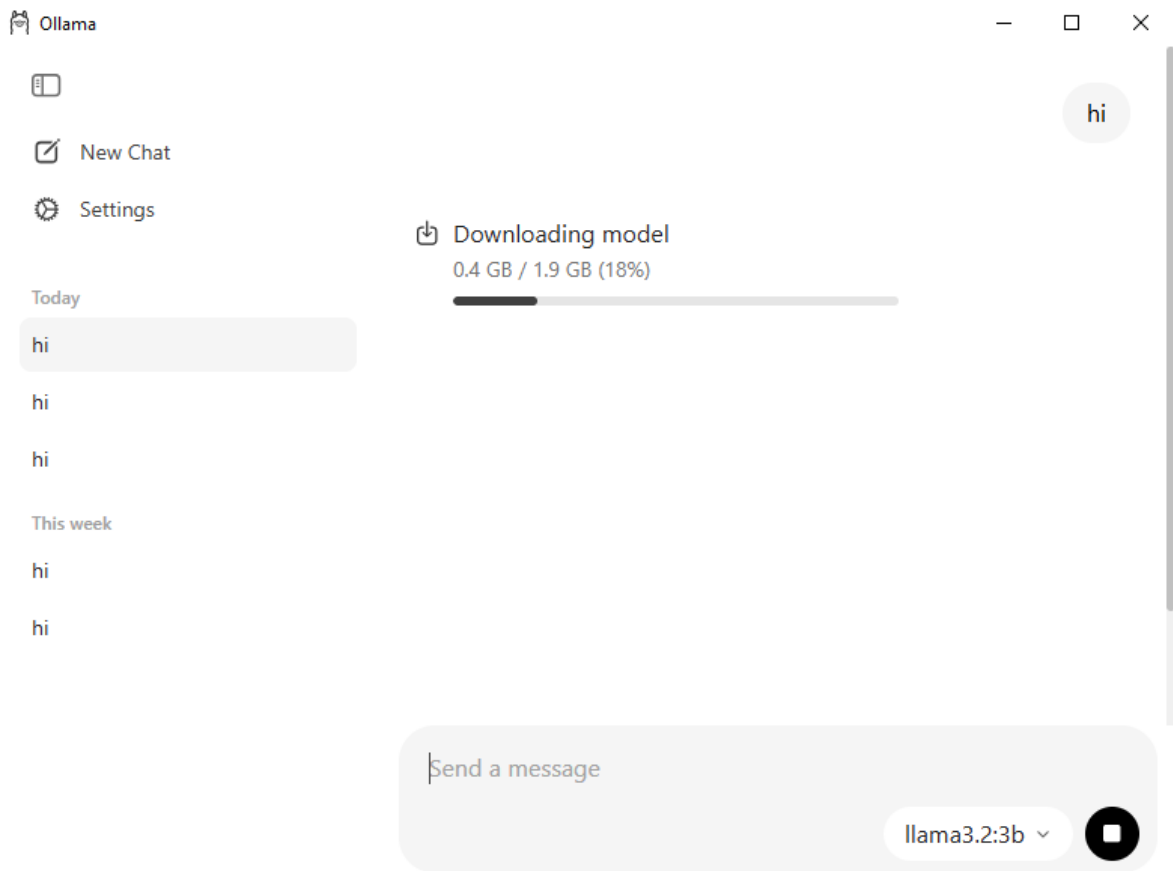 Ollama
New Chat
Settings
Today
hi
hi
hi
This week
hi
hi
hi
Downloading model
0.4 GB / 1.9 GB (18%)
Send a message
llama3.2:3b